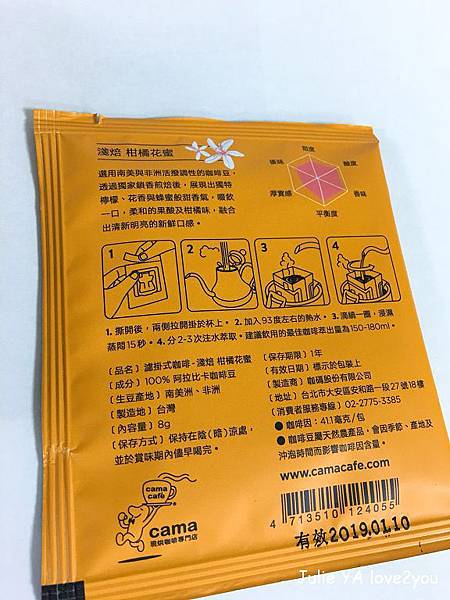 淺焙 柑橘花蜜
選用南美與非洲活潑調性的咖啡豆,
透過獨家鎖香煎焙後,展現出獨特
檸檬、花香與蜂蜜般甜香氣,啜飲
一口,柔和的果酸及柑橘味,融合
出清新明亮的新鮮口感。
甜度
後味
酸度
厚實感
香味
平衡度
1
2
3
4
1. 撕開後,兩側拉開掛於杯上。 • 2. 加入93度左右的熱水。 • 3. 滴繞一圈,浸濕
蒸悶15秒。 • 4. 分2-3次注水萃取。建議飲用的最佳咖啡萃出量為150-180ml。
〔品名〕濾掛式咖啡-淺焙 柑橘花蜜
〔成分〕100% 阿拉比卡咖啡豆
〔生豆產地〕南美洲、非洲
〔製造地〕台灣
〔內容量〕8g
〔保存方式〕保持在陰(暗)涼處,
並於賞味期內儘早喝完。
〔保存期限〕1年
〔有效日期〕標示於包裝上
〔製造商〕咖碼股份有限公司
〔地址〕台北市大安區安和路一段27號18樓
〔消費者服務專線〕02-2775-3385
● 咖啡因:41.1毫克/包
● 咖啡豆屬天然農產品,會因季節、產地及
沖泡時間而影響咖啡因含量。
www.camacafe.com
cama
café
cama
現烘咖啡專門店
4 713510 124055
有效2019.01.10
Julie YA love2you